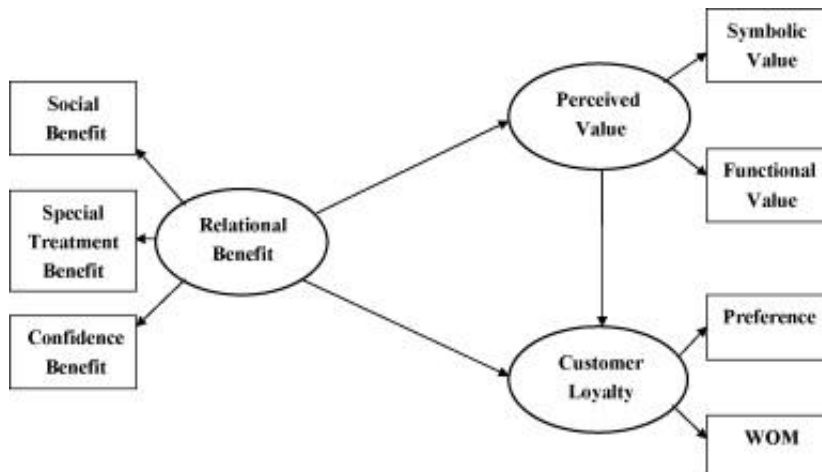 Symbolic
Value
Social
Benefit
Perceived
Value
Special
Treatment
Benefit
Relational
Benefit
Functional
Value
Confidence
Benefit
Customer
Loyalty
Preference
WOM